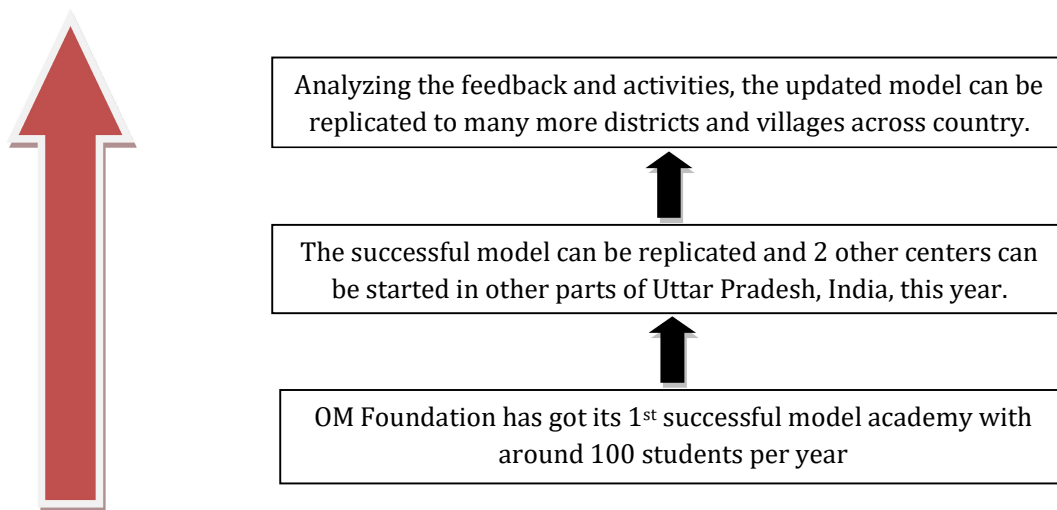 Analyzing the feedback and activities, the updated model can be
replicated to many more districts and villages across country.
The successful model can be replicated and 2 other centers can
be started in other parts of Uttar Pradesh, India, this year.
OM Foundation has got its 1st successful model academy with
around 100 students per year